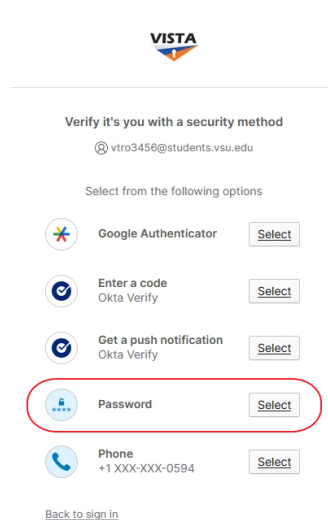 VISTA
Verify it's you with a security method
vtro3456@students.vsu.edu
Select from the following options
Google Authenticator
Select
Enter a code
Okta Verify
Select
Get a push notification
Okta Verify
Select
****
Password
Select
Phone
+1 XXX-XXX-0594
Select
Back to sign in